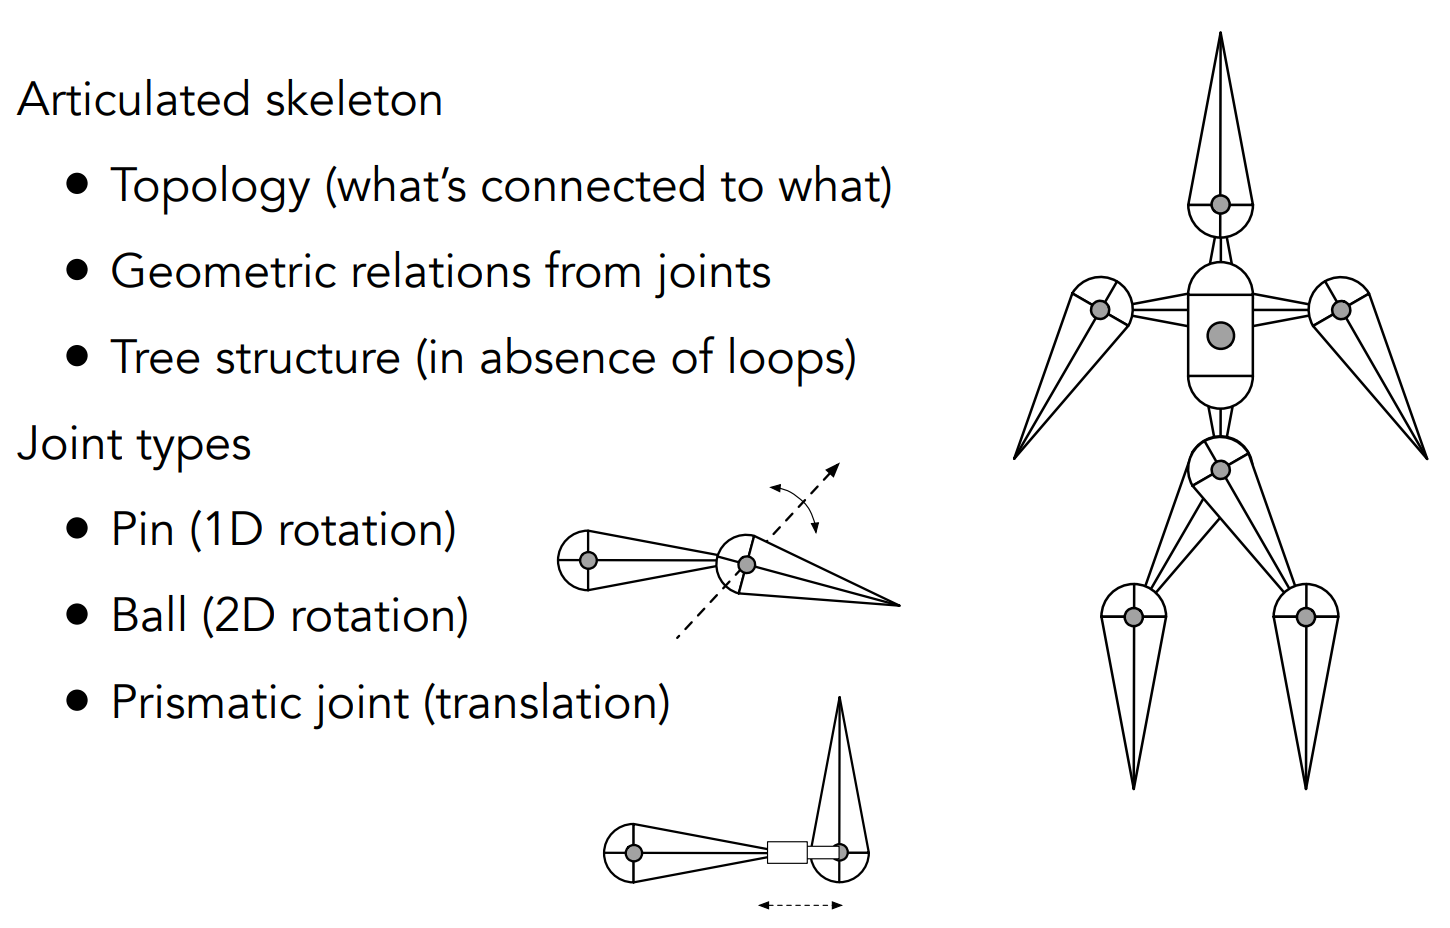 Articulated skeleton
● Topology (what’s connected to what)
● Geometric relations from joints
● Tree structure (in absence of loops)
Joint types
● Pin (1D rotation)
● Ball (2D rotation)
● Prismatic joint (translation)